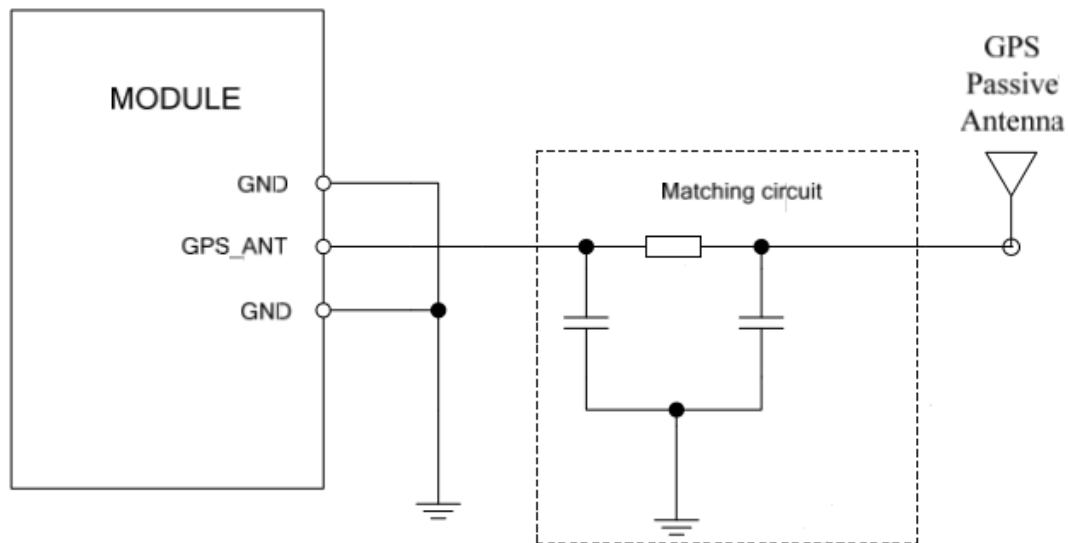 MODULE
GND
GPS_ANT
GND
Matching circuit
GPS
Passive
Antenna